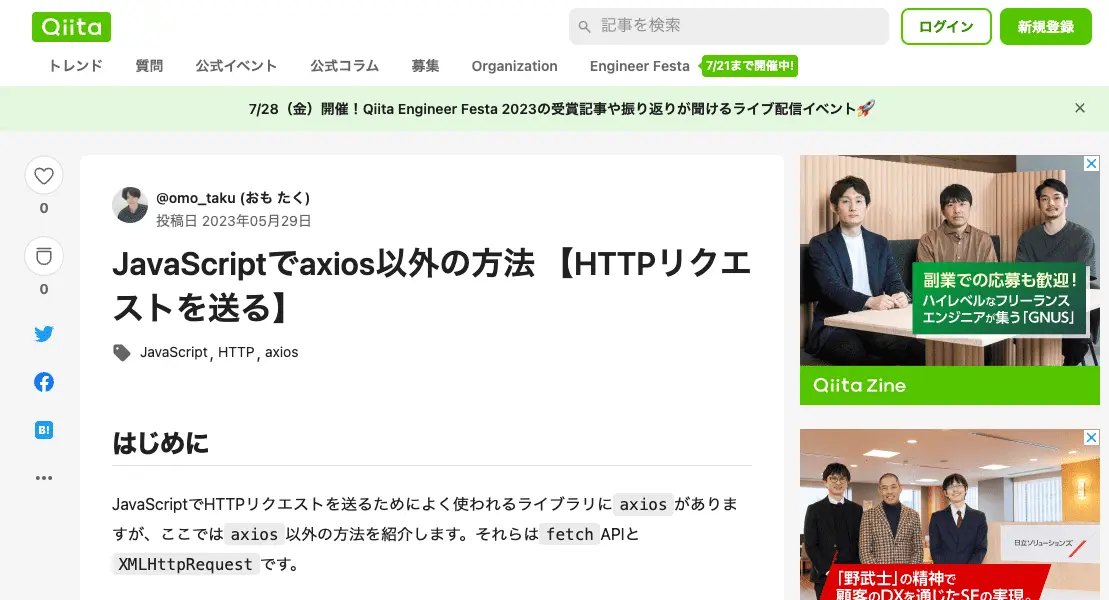 Qiita
記事を検索
ログイン
新規登録
トレンド 質問 公式イベント 公式コラム 募集 Organization Engineer Festa 7/21まで開催中!
7/28（金）開催！Qiita Engineer Festa 2023の受賞記事や振り返りが聞けるライブ配信イベント🚀
0
0
B!
@omo_taku (おも たく)
投稿日 2023年05月29日
JavaScriptでaxios以外の方法 【HTTPリクエ
ストを送る】
JavaScript, HTTP, axios
はじめに
JavaScriptでHTTPリクエストを送るためによく使われるライブラリに axios がありま
すが、ここでは axios 以外の方法を紹介します。それらは fetch APIと
XMLHttpRequest です。
副業での応募も歓迎!
ハイレベルなフリーランス
エンジニアが集う「GNUS」
Qiita Zine
日立ソリューションズ
「野武士」の精神で
顧客のDXを通じたSEの実現。